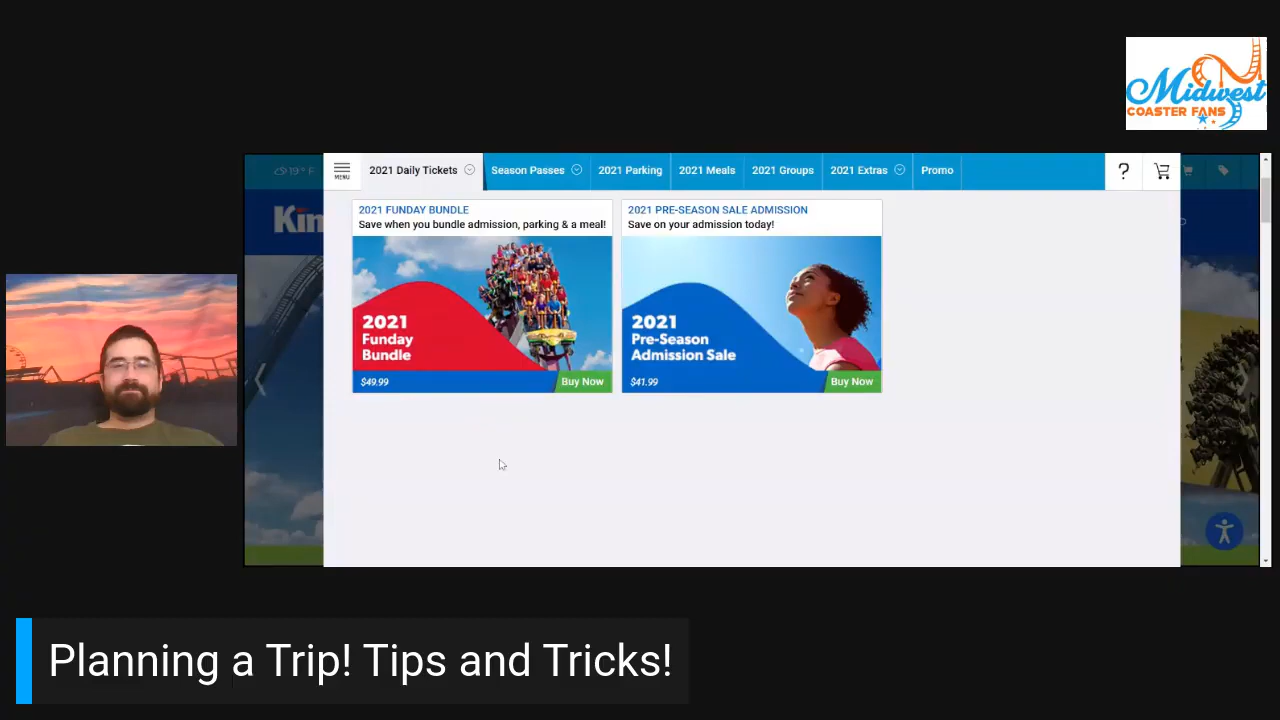 Midwest
COASTER FANS
19° F
MENU
2021 Daily Tickets
Season Passes
2021 Parking
2021 Meals
2021 Groups
2021 Extras
Promo
?
Kin
2021 FUNDAY BUNDLE
Save when you bundle admission, parking & a meal!
2021
Funday
Bundle
$49.99
Buy Now
2021 PRE-SEASON SALE ADMISSION
Save on your admission today!
2021
Pre-Season
Admission Sale
$41.99
Buy Now
Planning a Trip! Tips and Tricks!